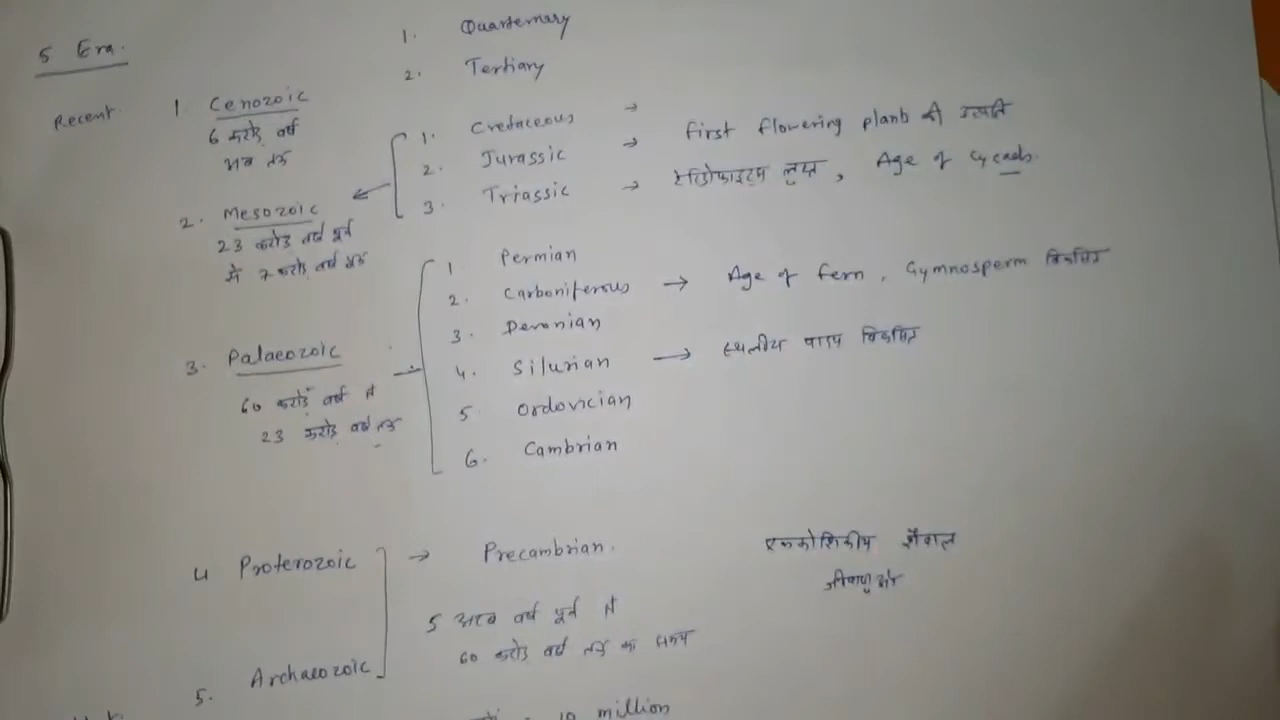 5 Era.
1. Quarternary
2. Tertiary
Recent.
1. Cenozoic
6 करोड़ वर्ष
अब तक
1. Cretaceous →
2. Jurassic → first flowering plants की उत्पत्ति
3. Triassic → टेरिडोफाइट्स लुप्त, Age of Cycads.
2. Mesozoic
23 करोड़ वर्ष पूर्व
से 7 करोड़ वर्ष
1 Permian
2. Carboniferous → Age of fern, Gymnosperm विकसित
3. Devonian
4. Silurian → स्थलीय पादप विकसित
5 Ordovician
6. Cambrian
3. Palaeozoic
60 करोड़ वर्ष से
23 करोड़ वर्ष तक
4 Proterozoic → Precambrian.
एककोशिकीय शैवाल
जीवाणु
5 अरब वर्ष पूर्व से
60 करोड़ वर्ष तक का समय
5. Archaeozoic
10 million